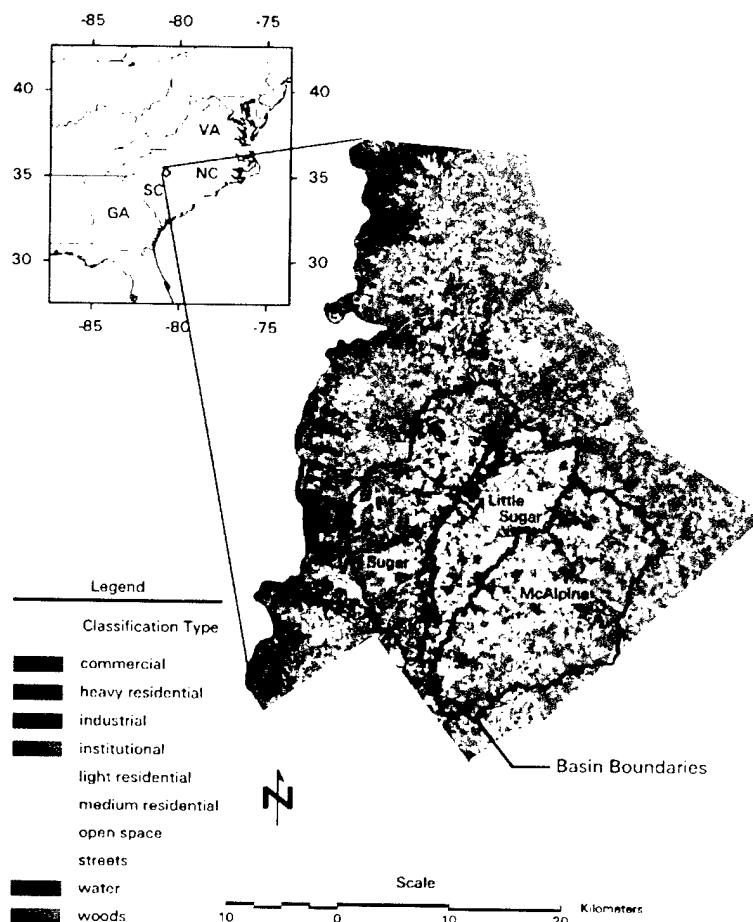 -85 -80 -75
40 40
VA
35 NC 35
SC
GA
30 30
-85 -80 -75
Little
Sugar
Sugar
McAlpine
Legend
Classification Type
commercial
heavy residential
industrial
institutional
light residential
medium residential
open space
streets
water
woods
Basin Boundaries
N
Scale
10 0 10 20 Kilometers